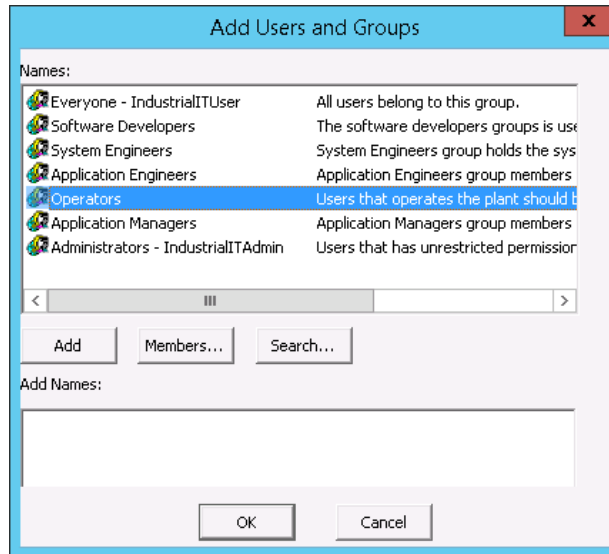 Add Users and Groups
x
Names:
Everyone - IndustrialITUser All users belong to this group.
Software Developers The software developers groups is use
System Engineers System Engineers group holds the sys
Application Engineers Application Engineers group members
Operators Users that operates the plant should b
Application Managers Application Managers group members
Administrators - IndustrialITAdmin Users that has unrestricted permission
Add Members... Search...
Add Names:
OK Cancel